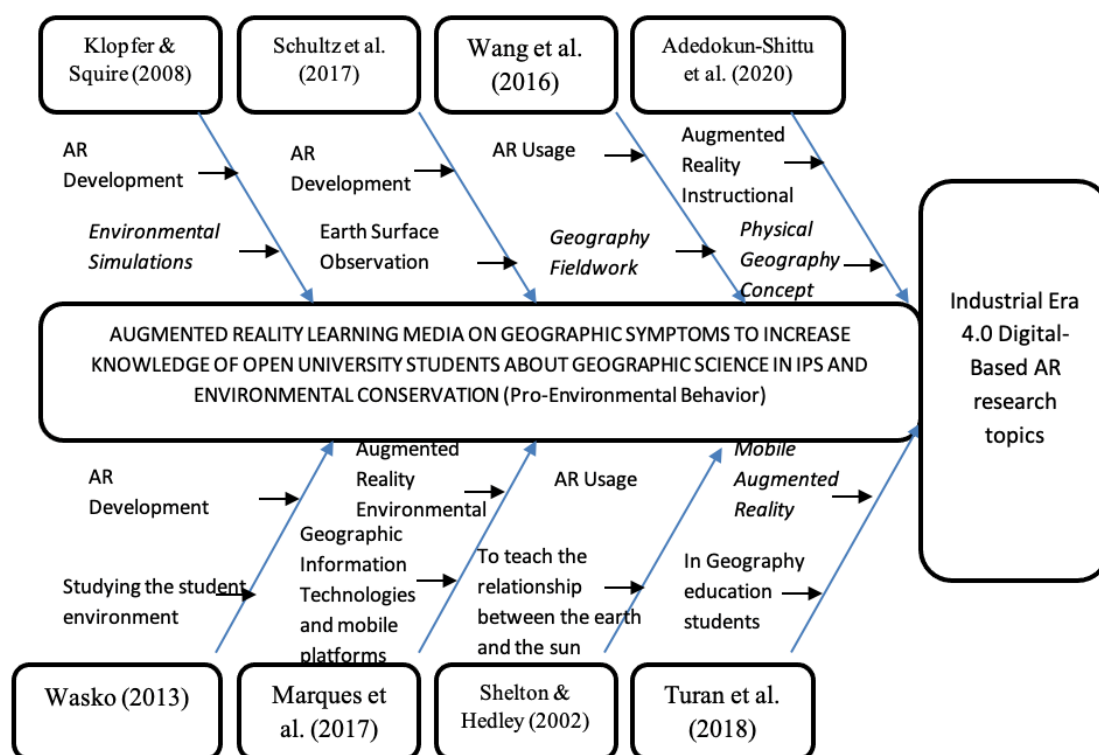 Klopfer &
Squire (2008)
Schultz et al.
(2017)
Wang et al.
(2016)
Adedokun-Shittu
et al. (2020)
AR
Development
Environmental
Simulations
AR
Development
Earth Surface
Observation
AR Usage
Geography
Fieldwork
Augmented
Reality
Instructional
Physical
Geography
Concept
AUGMENTED REALITY LEARNING MEDIA ON GEOGRAPHIC SYMPTOMS TO INCREASE
KNOWLEDGE OF OPEN UNIVERSITY STUDENTS ABOUT GEOGRAPHIC SCIENCE IN IPS AND
ENVIRONMENTAL CONSERVATION (Pro-Environmental Behavior)
Industrial Era
4.0 Digital-
Based AR
research
topics
AR
Development
Studying the student
environment
Augmented
Reality
Environmental
Geographic
Information
Technologies
and mobile
platforms
AR Usage
To teach the
relationship
between the earth
and the sun
Mobile
Augmented
Reality
In Geography
education
students
Wasko (2013)
Marques et
al. (2017)
Shelton &
Hedley (2002)
Turan et al.
(2018)